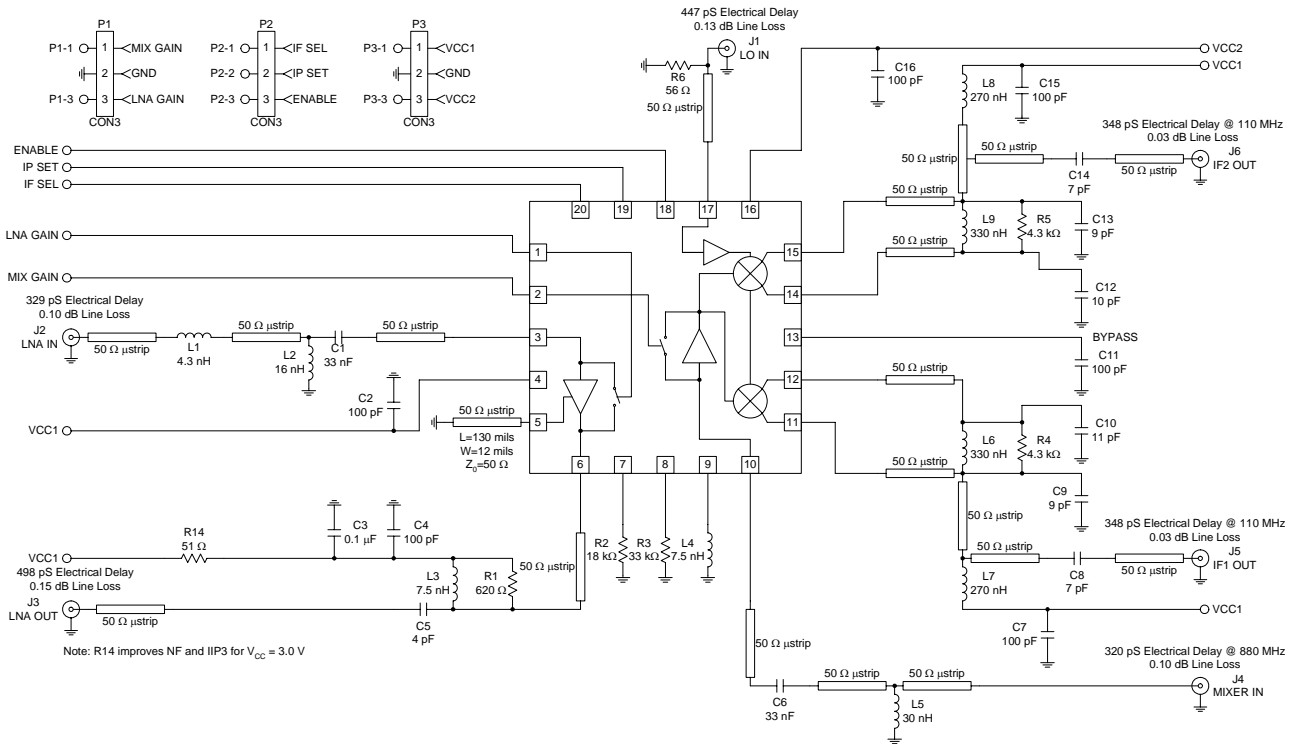 P1
P1-1
1
MIX GAIN
2
GND
P1-3
3
LNA GAIN
CON3
P2
P2-1
1
IF SEL
P2-2
2
IP SET
P2-3
3
ENABLE
CON3
P3
P3-1
1
VCC1
2
GND
P3-3
3
VCC2
CON3
447 pS Electrical Delay
0.13 dB Line Loss
J1
LO IN
R6
56 Ω
50 Ω µstrip
C16
100 pF
VCC2
VCC1
L8
270 nH
C15
100 pF
348 pS Electrical Delay @ 110 MHz
0.03 dB Line Loss
J6
IF2 OUT
50 Ω µstrip
50 Ω µstrip
C14
7 pF
50 Ω µstrip
ENABLE
IP SET
IF SEL
LNA GAIN
MIX GAIN
20
19
18
17
16
1
2
3
4
5
6
7
8
9
10
15
14
13
12
11
50 Ω µstrip
50 Ω µstrip
L9
330 nH
R5
4.3 kΩ
C13
9 pF
C12
10 pF
BYPASS
C11
100 pF
329 pS Electrical Delay
0.10 dB Line Loss
J2
LNA IN
50 Ω µstrip
L1
4.3 nH
50 Ω µstrip
L2
16 nH
C1
33 nF
50 Ω µstrip
C2
100 pF
VCC1
50 Ω µstrip
L=130 mils
W=12 mils
Z0=50 Ω
50 Ω µstrip
L6
330 nH
R4
4.3 kΩ
C10
11 pF
50 Ω µstrip
C9
9 pF
50 Ω µstrip
348 pS Electrical Delay @ 110 MHz
0.03 dB Line Loss
J5
IF1 OUT
50 Ω µstrip
C8
7 pF
50 Ω µstrip
L7
270 nH
VCC1
C7
100 pF
VCC1
R14
51 Ω
C3
0.1 µF
C4
100 pF
L3
7.5 nH
R1
620 Ω
50 Ω µstrip
R2
18 kΩ
R3
33 kΩ
L4
7.5 nH
498 pS Electrical Delay
0.15 dB Line Loss
J3
LNA OUT
50 Ω µstrip
C5
4 pF
Note: R14 improves NF and IIP3 for VCC = 3.0 V
50 Ω µstrip
C6
33 nF
50 Ω µstrip
L5
30 nH
50 Ω µstrip
320 pS Electrical Delay @ 880 MHz
0.10 dB Line Loss
J4
MIXER IN